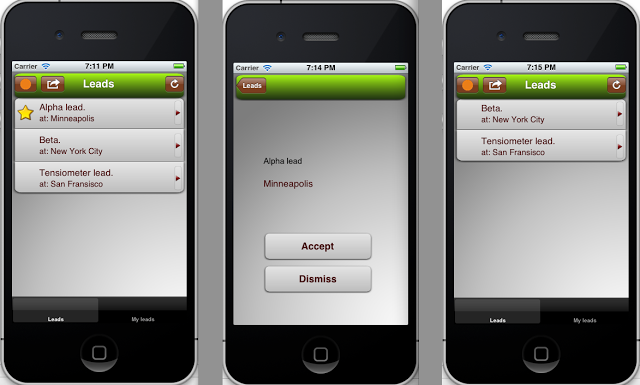 Carrier 7:11 PM
Leads
Alpha lead.
at: Minneapolis
Beta.
at: New York City
Tensiometer lead.
at: San Fransisco
Leads My leads
Carrier 7:14 PM
Leads
Alpha lead
Minneapolis
Accept
Dismiss
Carrier 7:15 PM
Leads
Beta.
at: New York City
Tensiometer lead.
at: San Fransisco
Leads My leads